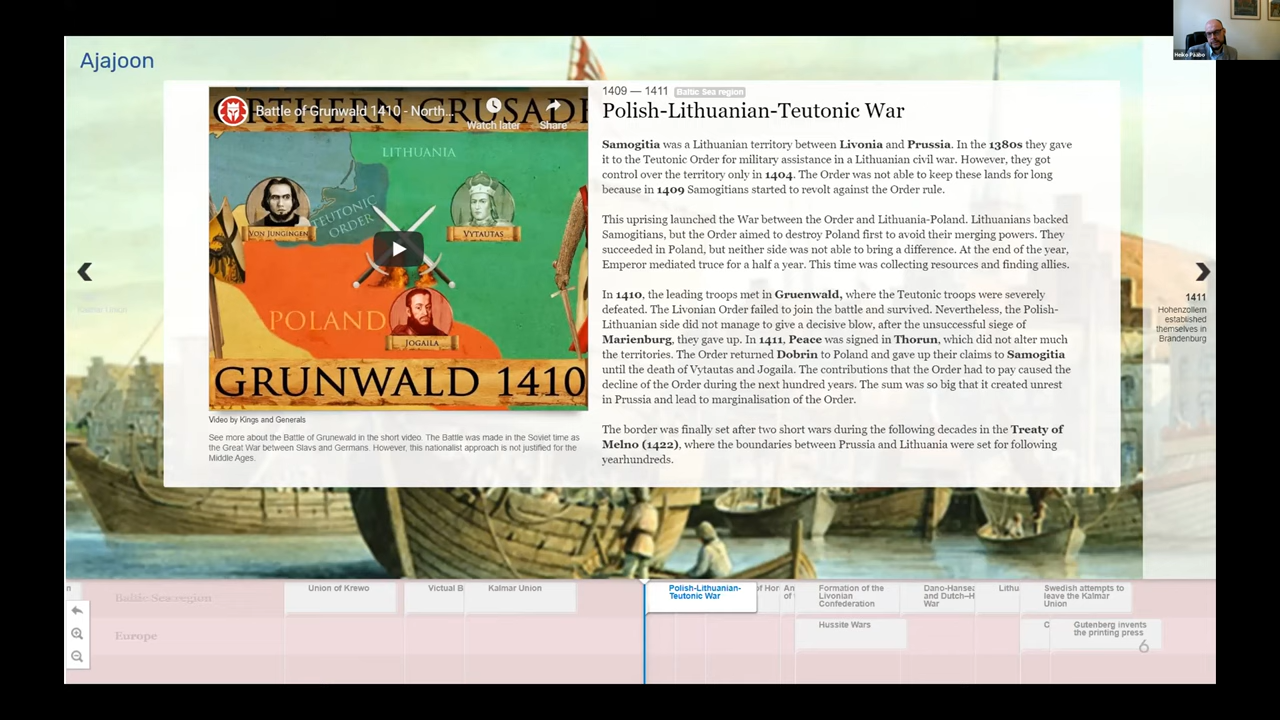 Ajajoon
Heiko Pääbo
RTHERN CRUSADE
Battle of Grunwald 1410 - North...
Watch later
Share
LITHUANIA
TEUTONIC
ORDER
VON JUNGINGEN
VYTAUTAS
POLAND
JOGAILA
GRUNWALD 1410
Video by Kings and Generals
See more about the Battle of Grunewald in the short video. The Battle was made in the Soviet time as
the Great War between Slavs and Germans. However, this nationalist approach is not justified for the
Middle Ages.
1409 — 1411 Baltic Sea region
Polish-Lithuanian-Teutonic War
Samogitia was a Lithuanian territory between Livonia and Prussia. In the 1380s they gave
it to the Teutonic Order for military assistance in a Lithuanian civil war. However, they got
control over the territory only in 1404. The Order was not able to keep these lands for long
because in 1409 Samogitians started to revolt against the Order rule.
This uprising launched the War between the Order and Lithuania-Poland. Lithuanians backed
Samogitians, but the Order aimed to destroy Poland first to avoid their merging powers. They
succeeded in Poland, but neither side was not able to bring a difference. At the end of the year,
Emperor mediated truce for a half a year. This time was collecting resources and finding allies.
In 1410, the leading troops met in Gruenwald, where the Teutonic troops were severely
defeated. The Livonian Order failed to join the battle and survived. Nevertheless, the Polish-
Lithuanian side did not manage to give a decisive blow, after the unsuccessful siege of
Marienburg, they gave up. In 1411, Peace was signed in Thorun, which did not alter much
the territories. The Order returned Dobrin to Poland and gave up their claims to Samogitia
until the death of Vytautas and Jogaila. The contributions that the Order had to pay caused the
decline of the Order during the next hundred years. The sum was so big that it created unrest
in Prussia and lead to marginalisation of the Order.
The border was finally set after two short wars during the following decades in the Treaty of
Melno (1422), where the boundaries between Prussia and Lithuania were set for following
yearhundreds.
1411
Hohenzollern
established
themselves in
Brandenburg
n
Baltic Sea region
Union of Krewo
Victual B
Kalmar Union
Polish-Lithuanian-
Teutonic War
of Hor
An
of
Formation of the
Livonian
Confederation
Dano-Hansea
and Dutch–H
War
Lithu
Swedish attempts to
leave the Kalmar
Union
Europe
Hussite Wars
C
Gutenberg invents
the printing press
6